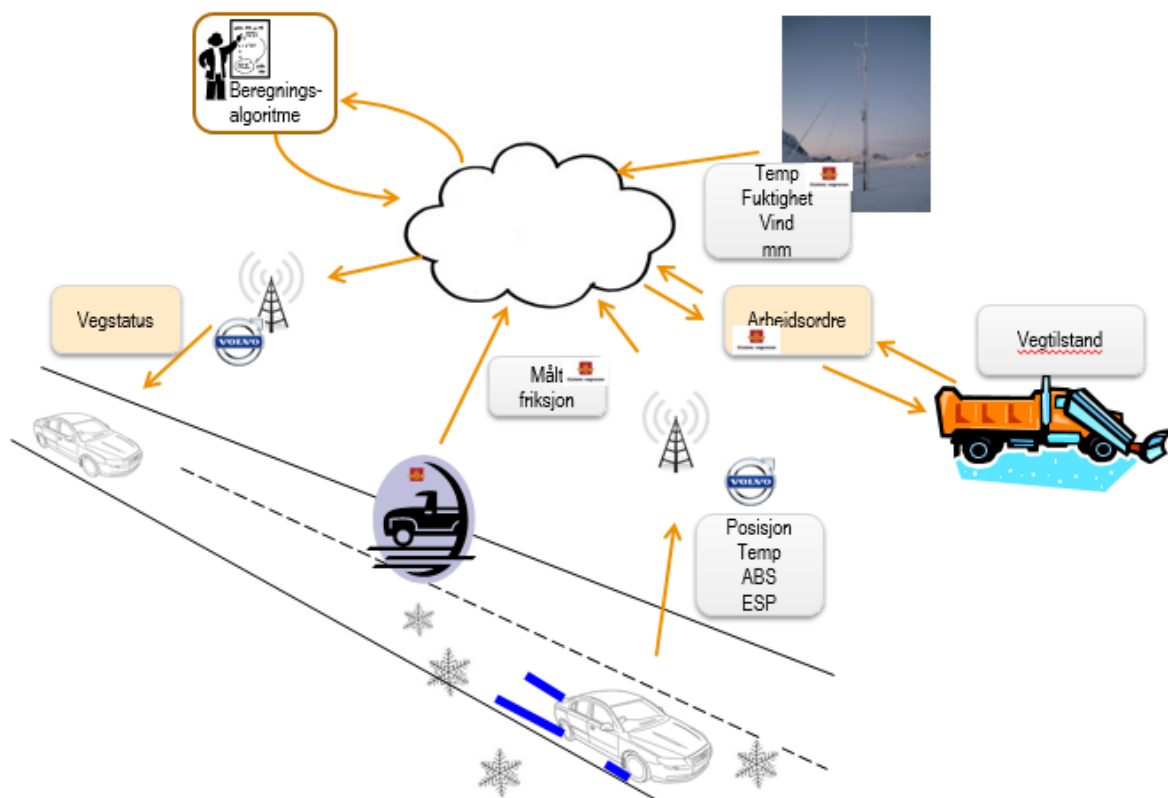 Beregnings-
algoritme
Temp
Fuktighet
Vind
mm
Vegstatus
VOLVO
Arbeidsordre
Vegtilstand
Målt
friksjon
VOLVO
Posisjon
Temp
ABS
ESP